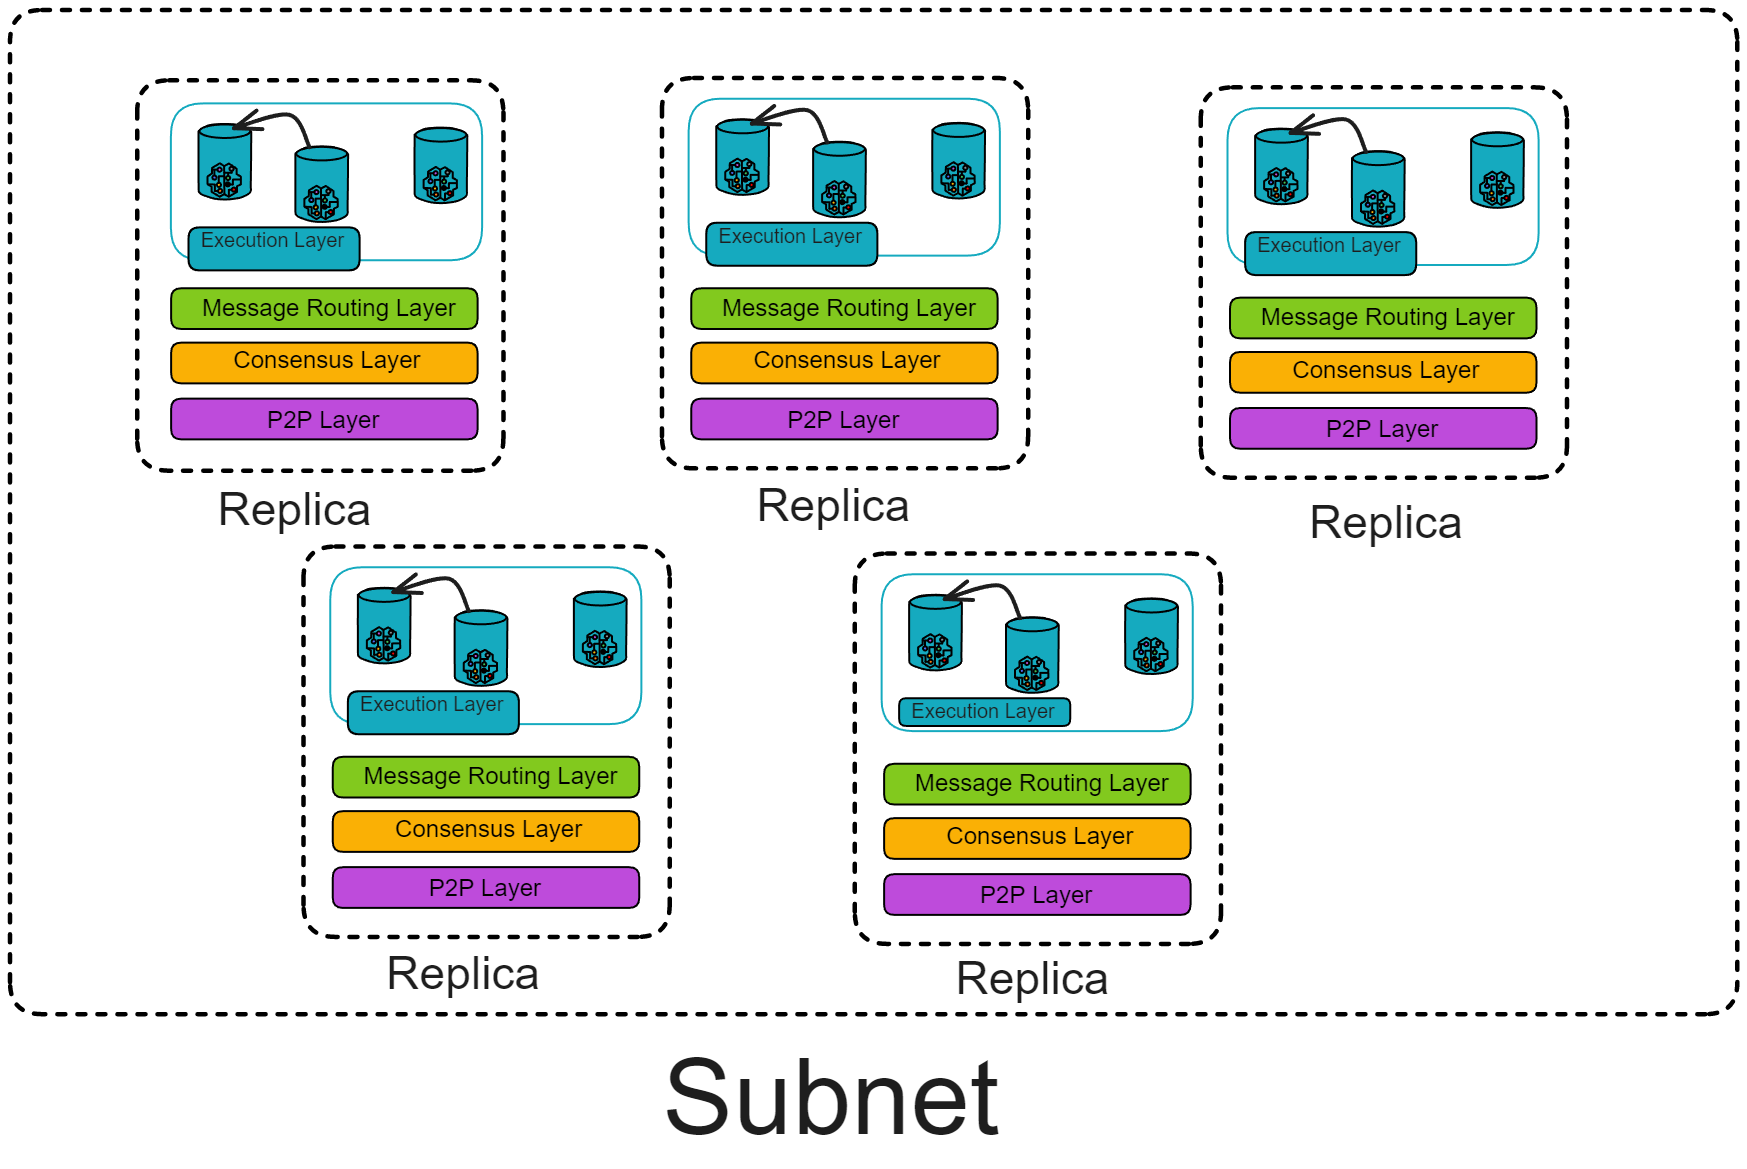 Execution Layer
Message Routing Layer
Consensus Layer
P2P Layer
Replica
Execution Layer
Message Routing Layer
Consensus Layer
P2P Layer
Replica
Execution Layer
Message Routing Layer
Consensus Layer
P2P Layer
Replica
Execution Layer
Message Routing Layer
Consensus Layer
P2P Layer
Replica
Execution Layer
Message Routing Layer
Consensus Layer
P2P Layer
Replica
Subnet